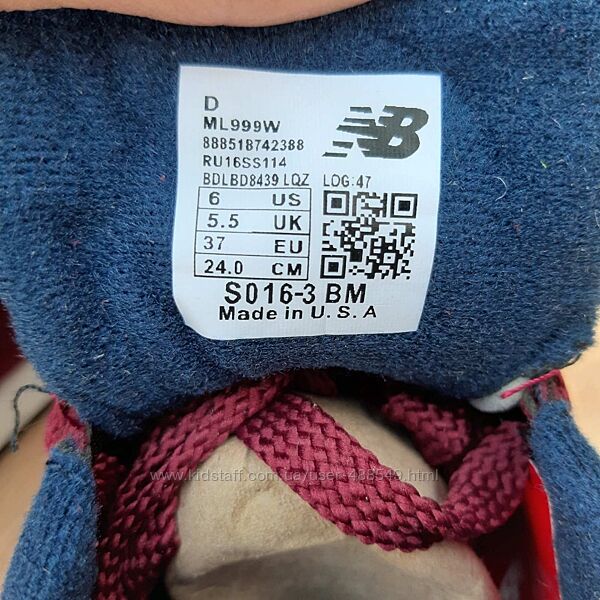 D
ML999W
888518742388
RU16SS114
BDLBD8439 LQZ LOG:47
NB
6 US
5.5 UK
37 EU
24.0 CM
S016-3 BM
Made in U.S.A
www.kidstaff.com.ua/user-488549.html